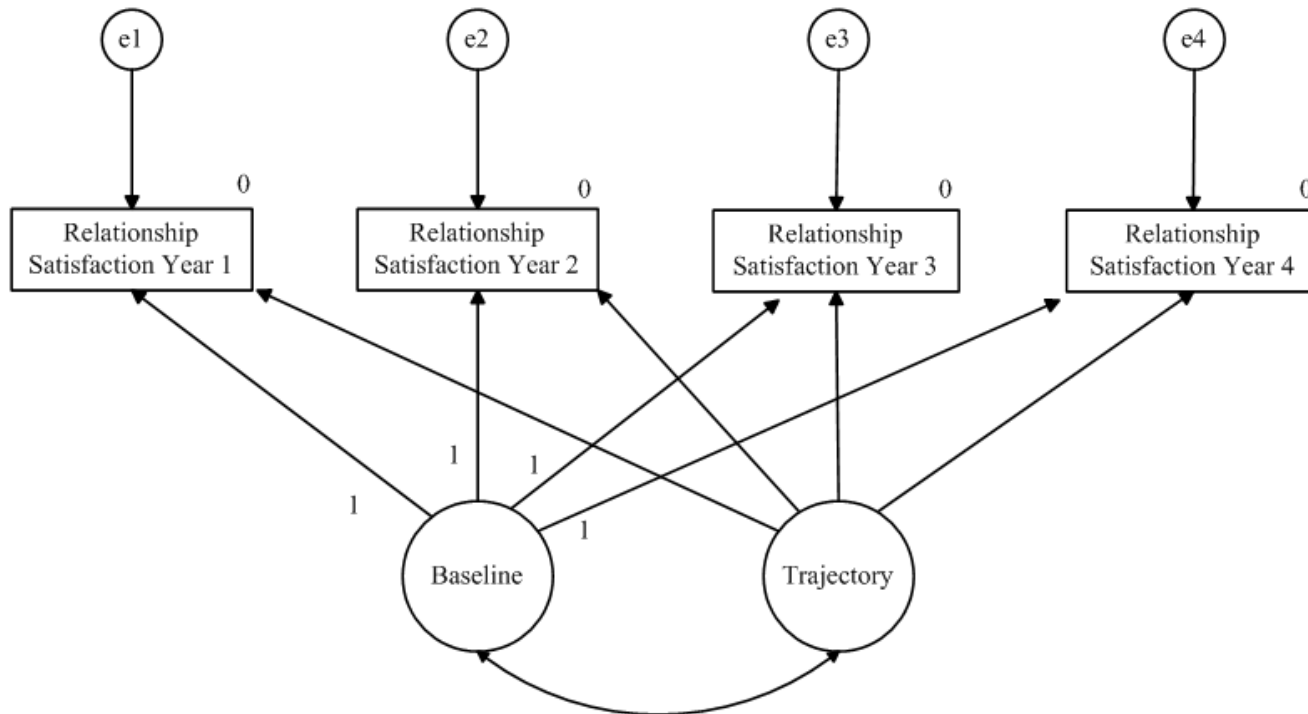 e1
e2
e3
e4
0
0
0
0
Relationship
Satisfaction Year 1
Relationship
Satisfaction Year 2
Relationship
Satisfaction Year 3
Relationship
Satisfaction Year 4
1
1
1
1
Baseline
Trajectory